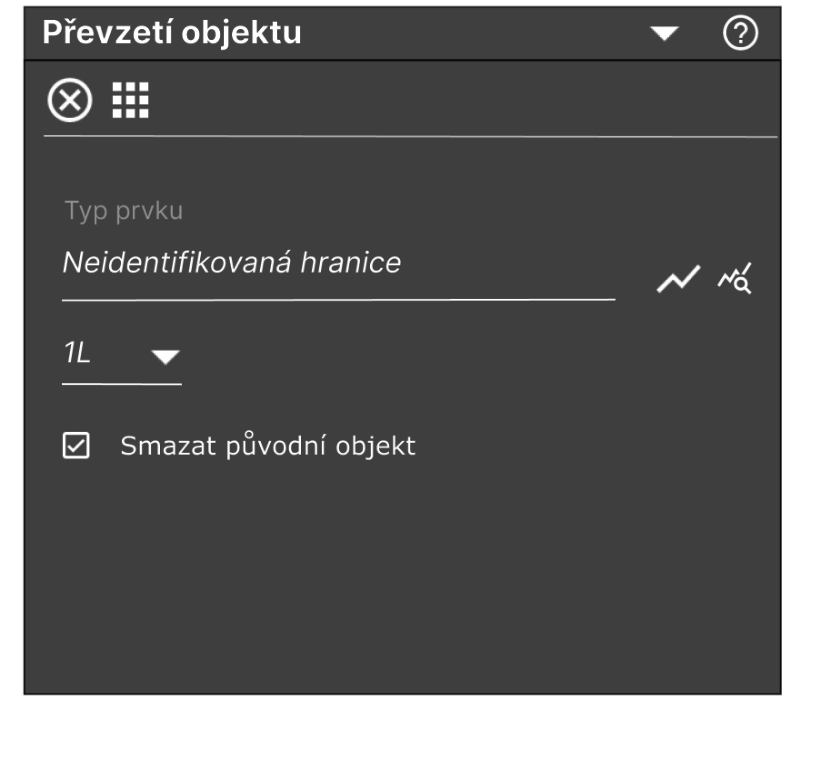 Převzetí objektu
Typ prvku
Neidentifikovaná hranice
1L
Smazat původní objekt